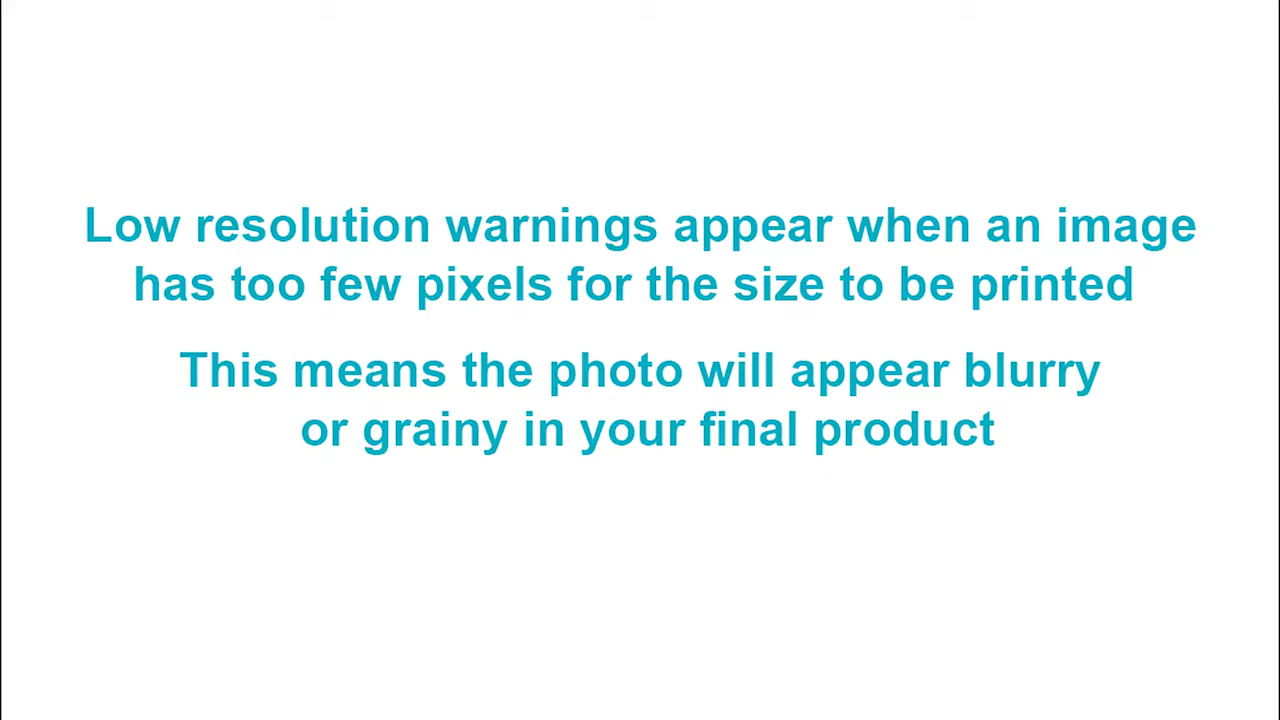 Low resolution warnings appear when an image
has too few pixels for the size to be printed
This means the photo will appear blurry
or grainy in your final product